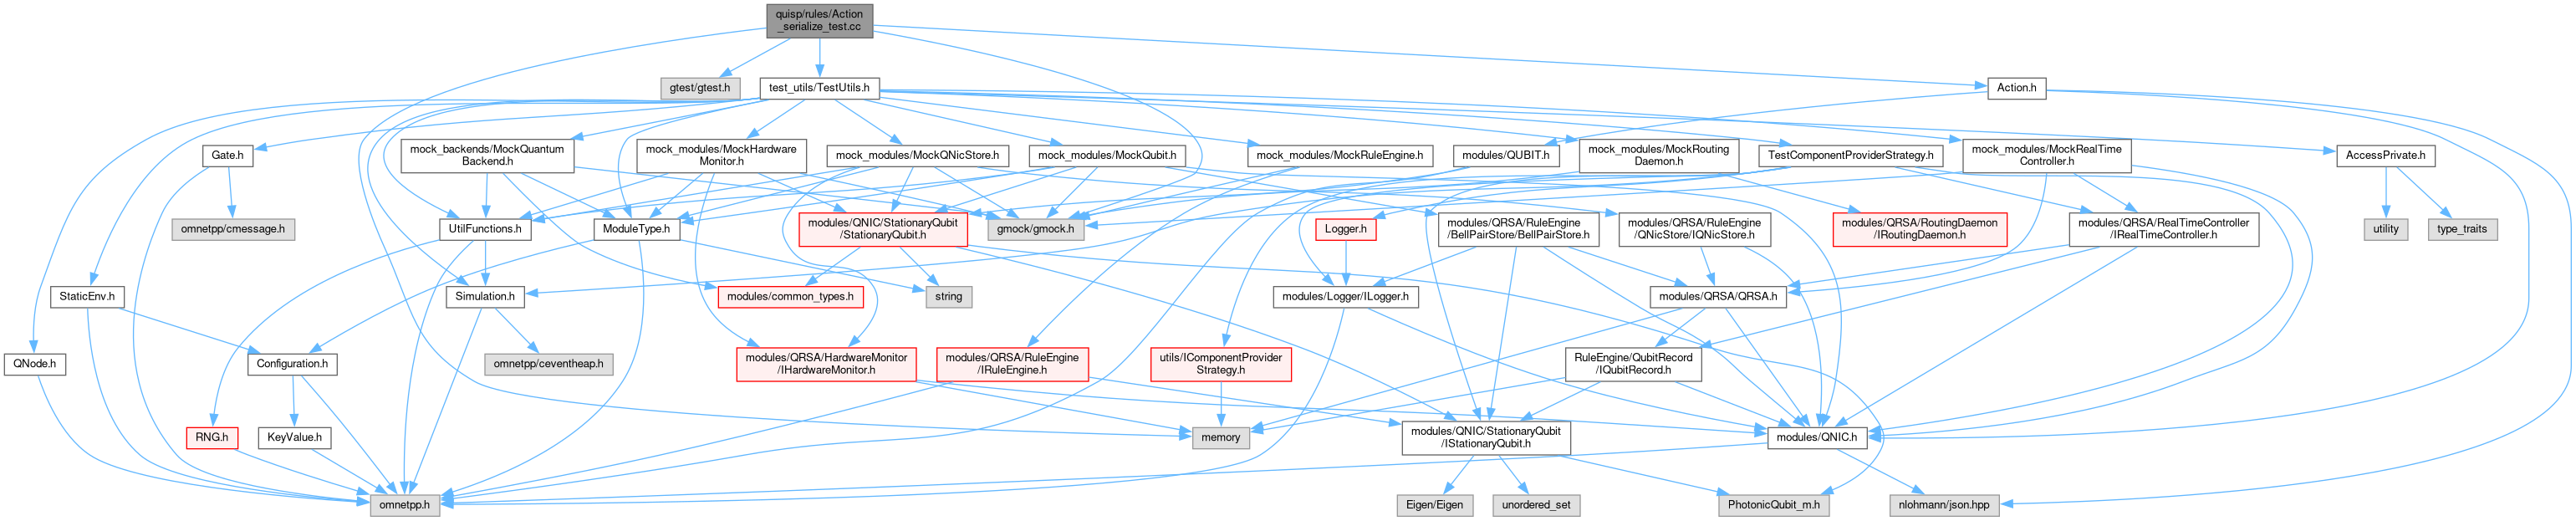 quisp/rules/Action
_serialize_test.cc
gtest/gtest.h
test_utils/TestUtils.h
Action.h
Gate.h
mock_backends/MockQuantum
Backend.h
mock_modules/MockHardware
Monitor.h
mock_modules/MockQNicStore.h
mock_modules/MockQubit.h
mock_modules/MockRuleEngine.h
modules/QUBIT.h
mock_modules/MockRouting
Daemon.h
TestComponentProviderStrategy.h
mock_modules/MockRealTime
Controller.h
AccessPrivate.h
omnetpp/cmessage.h
UtilFunctions.h
ModuleType.h
modules/QNIC/StationaryQubit
/StationaryQubit.h
gmock/gmock.h
Logger.h
modules/QRSA/RuleEngine
/BellPairStore/BellPairStore.h
modules/QRSA/RuleEngine
/QNicStore/IQNicStore.h
modules/QRSA/RoutingDaemon
/IRoutingDaemon.h
modules/QRSA/RealTimeController
/IRealTimeController.h
utility
type_traits
StaticEnv.h
Simulation.h
modules/common_types.h
string
modules/Logger/ILogger.h
modules/QRSA/QRSA.h
QNode.h
Configuration.h
omnetpp/ceventheap.h
modules/QRSA/HardwareMonitor
/IHardwareMonitor.h
modules/QRSA/RuleEngine
/IRuleEngine.h
utils/IComponentProvider
Strategy.h
RuleEngine/QubitRecord
/IQubitRecord.h
RNG.h
KeyValue.h
memory
modules/QNIC/StationaryQubit
/IStationaryQubit.h
modules/QNIC.h
omnetpp.h
Eigen/Eigen
unordered_set
PhotonicQubit_m.h
nlohmann/json.hpp